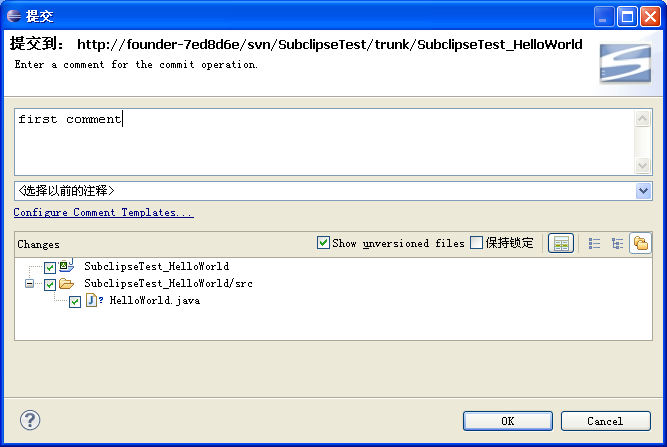 提交
提交到： http://founder-7ed8d6e/svn/SubclipseTest/trunk/SubclipseTest_HelloWorld
Enter a comment for the commit operation.
first comment
<选择以前的注释>
Configure Comment Templates...
Changes Show unversioned files 保持锁定
SubclipseTest_HelloWorld
SubclipseTest_HelloWorld/src
HelloWorld.java
OK Cancel